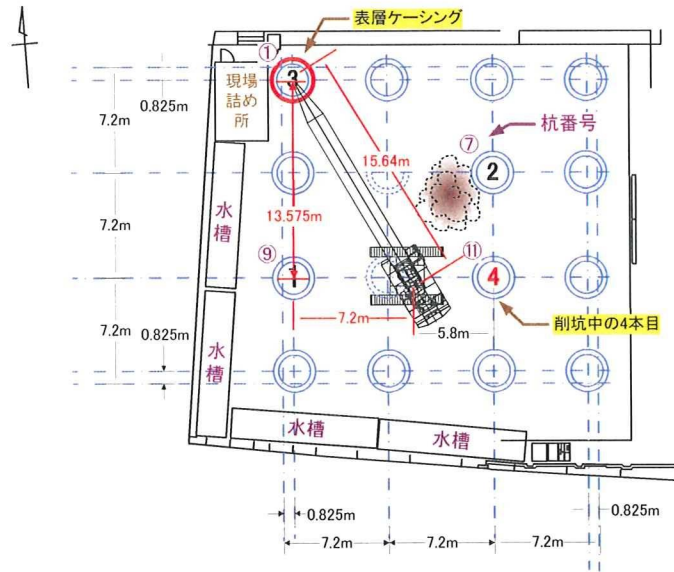 表層ケーシング
①
3
現場
詰め
所
0.825m
7.2m
杭番号
⑦
2
15.64m
7.2m
水槽
13.575m
⑨
1
⑪
4
7.2m
7.2m
5.8m
削坑中の4本目
0.825m
水槽
水槽
水槽
0.825m
0.825m
7.2m
7.2m
7.2m